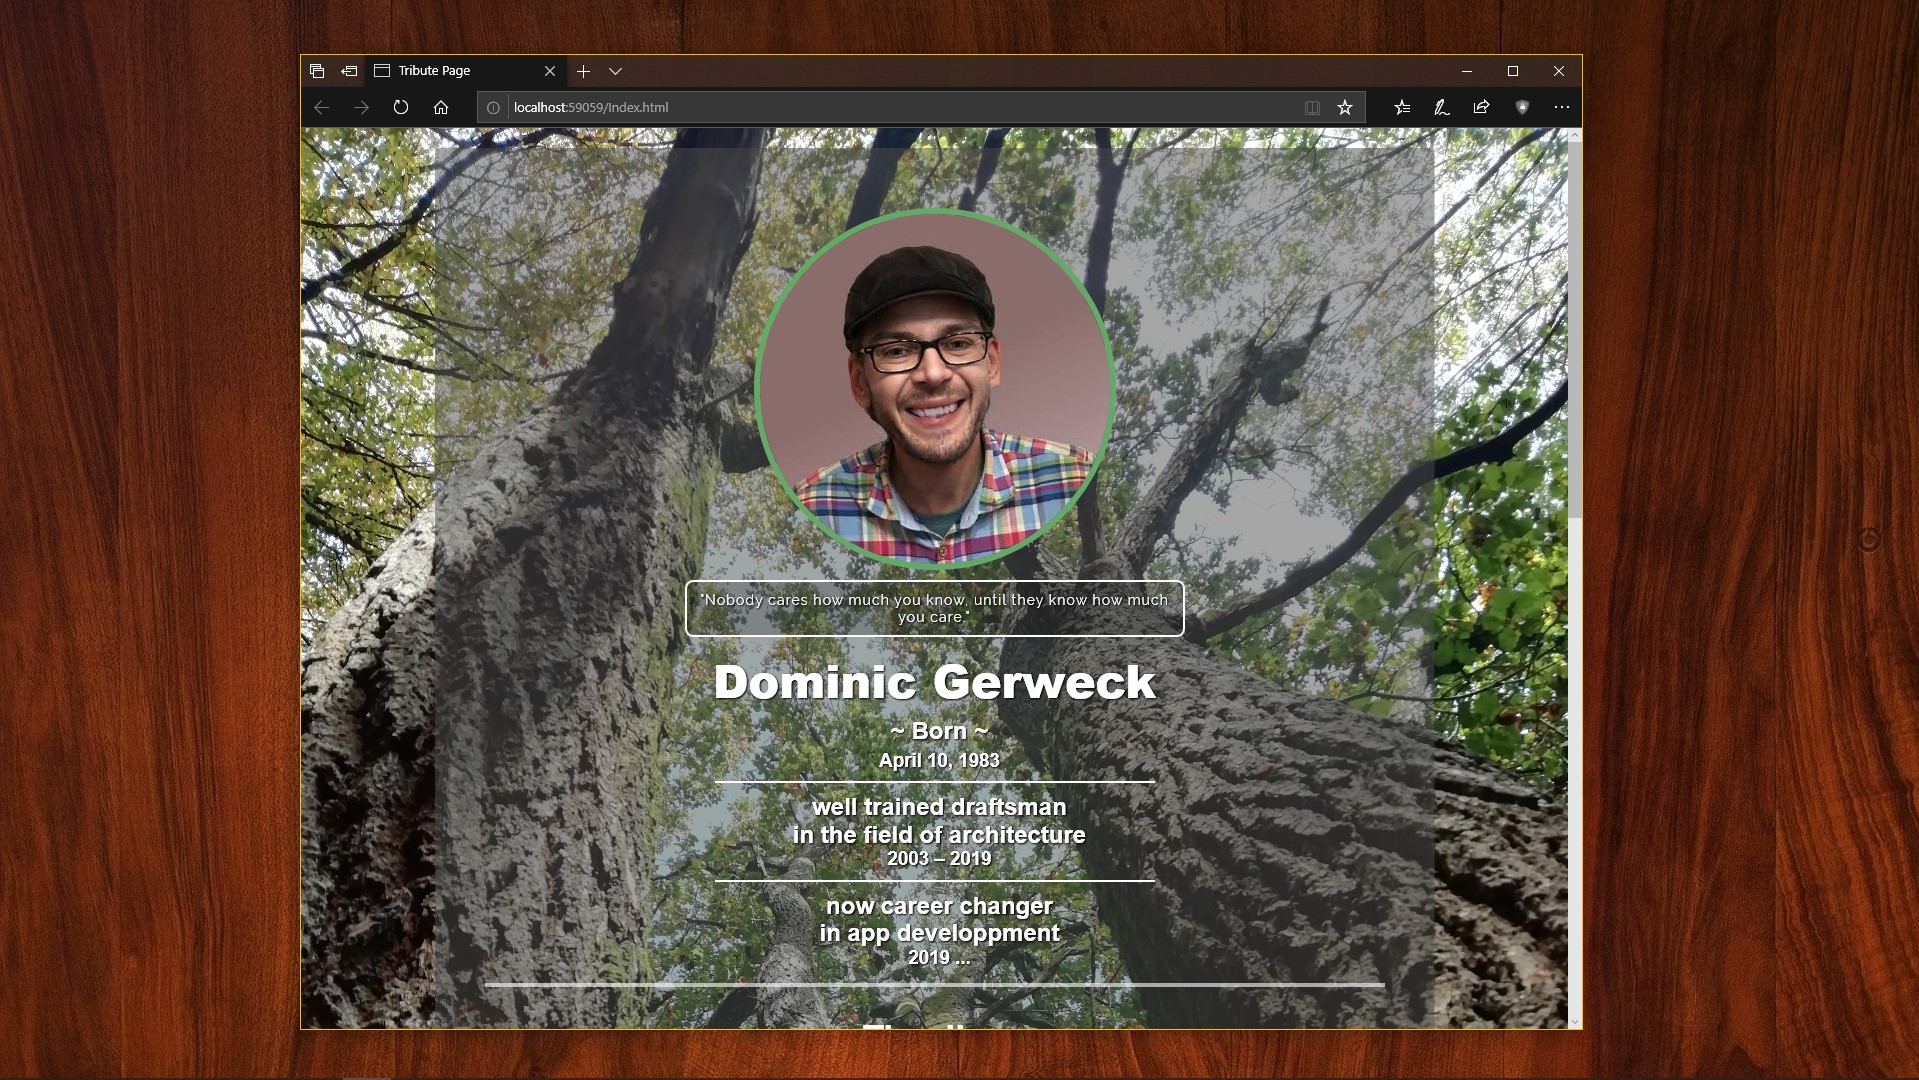 Tribute Page
localhost:59059/Index.html
"Nobody cares how much you know, until they know how much
you care."
Dominic Gerweck
~ Born ~
April 10, 1983
well trained draftsman
in the field of architecture
2003 – 2019
now career changer
in app developpment
2019 ...